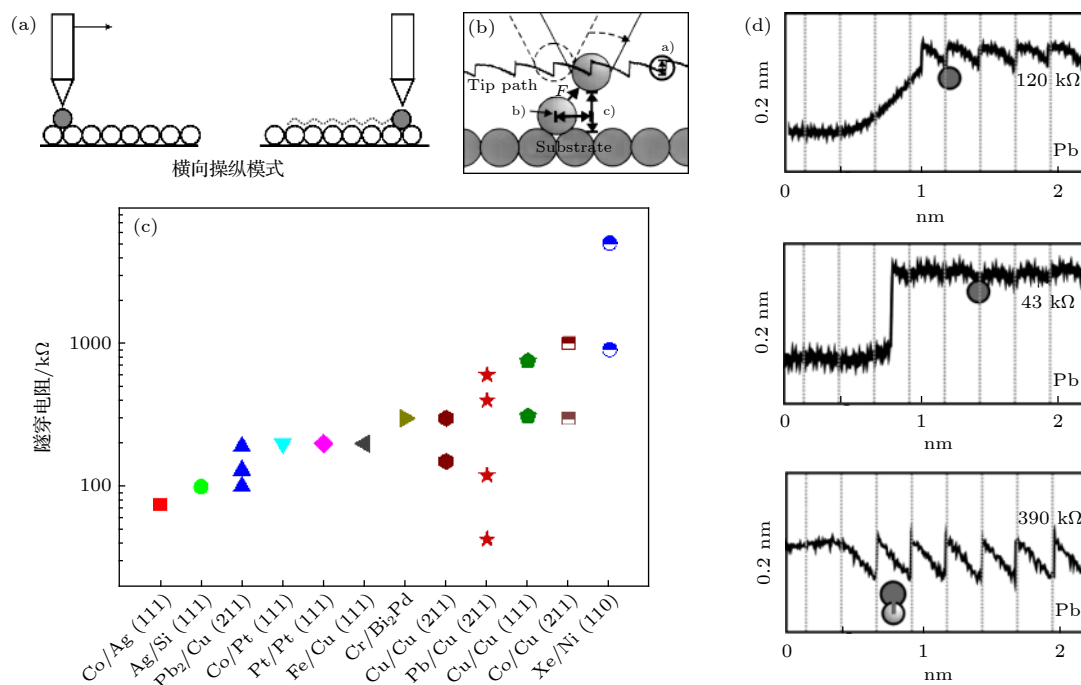 (a)
横向操纵模式
(b)
a)
Tip path
F
b)
c)
Substrate
(c)
隧穿电阻/kΩ
1000
100
Co/Ag (111)
Ag/Si (111)
Pb₂/Cu (211)
Co/Pt (111)
Pt/Pt (111)
Fe/Cu (111)
Cr/Bi₂Pd
Cu/Cu (211)
Pb/Cu (211)
Cu/Cu (111)
Co/Cu (211)
Xe/Ni (110)
(d)
0.2 nm
120 kΩ
Pb
0 1 2
nm
0.2 nm
43 kΩ
Pb
0 1 2
nm
0.2 nm
390 kΩ
Pb
0 1 2
nm